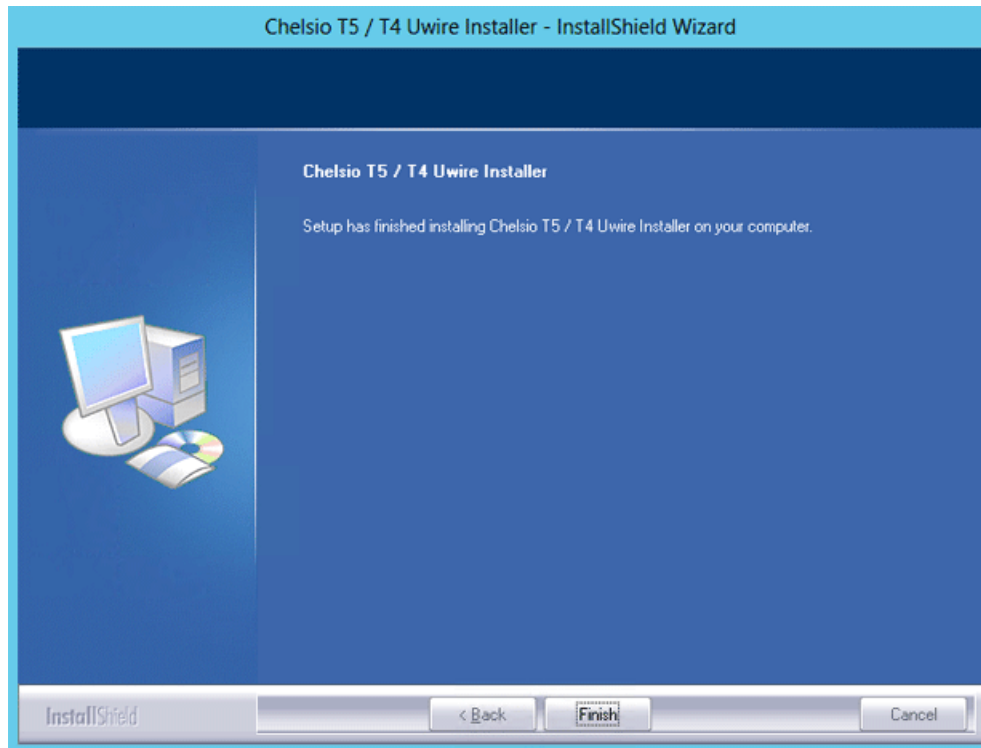 Chelsio T5 / T4 Uwire Installer - InstallShield Wizard
Chelsio T5 / T4 Uwire Installer
Setup has finished installing Chelsio T5 / T4 Uwire Installer on your computer.
InstallShield
< Back
Finish
Cancel